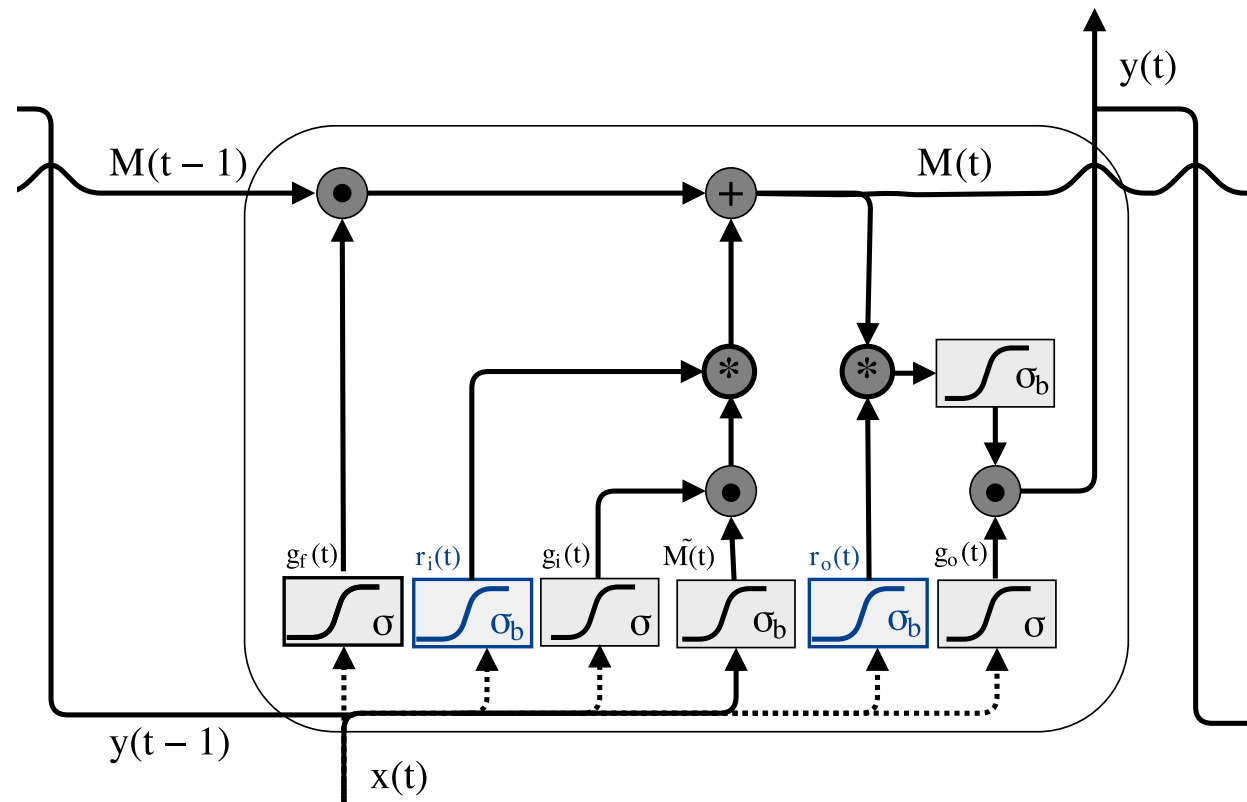 y(t)
M(t – 1)
M(t)
+
*
*
σb
gf(t)
ri(t)
gi(t)
M̃(t)
ro(t)
go(t)
σ
σb
σ
σb
σb
σ
y(t – 1)
x(t)